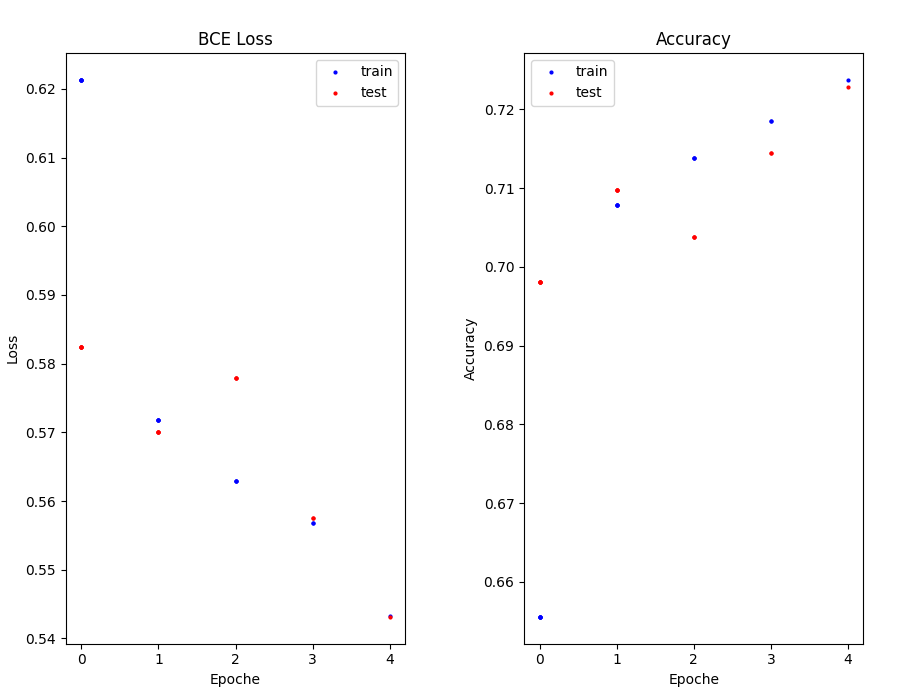 BCE Loss
train
test
0.62
0.61
0.60
0.59
0.58
0.57
0.56
0.55
0.54
Loss
0 1 2 3 4
Epoche
Accuracy
train
test
0.72
0.71
0.70
0.69
0.68
0.67
0.66
Accuracy
0 1 2 3 4
Epoche